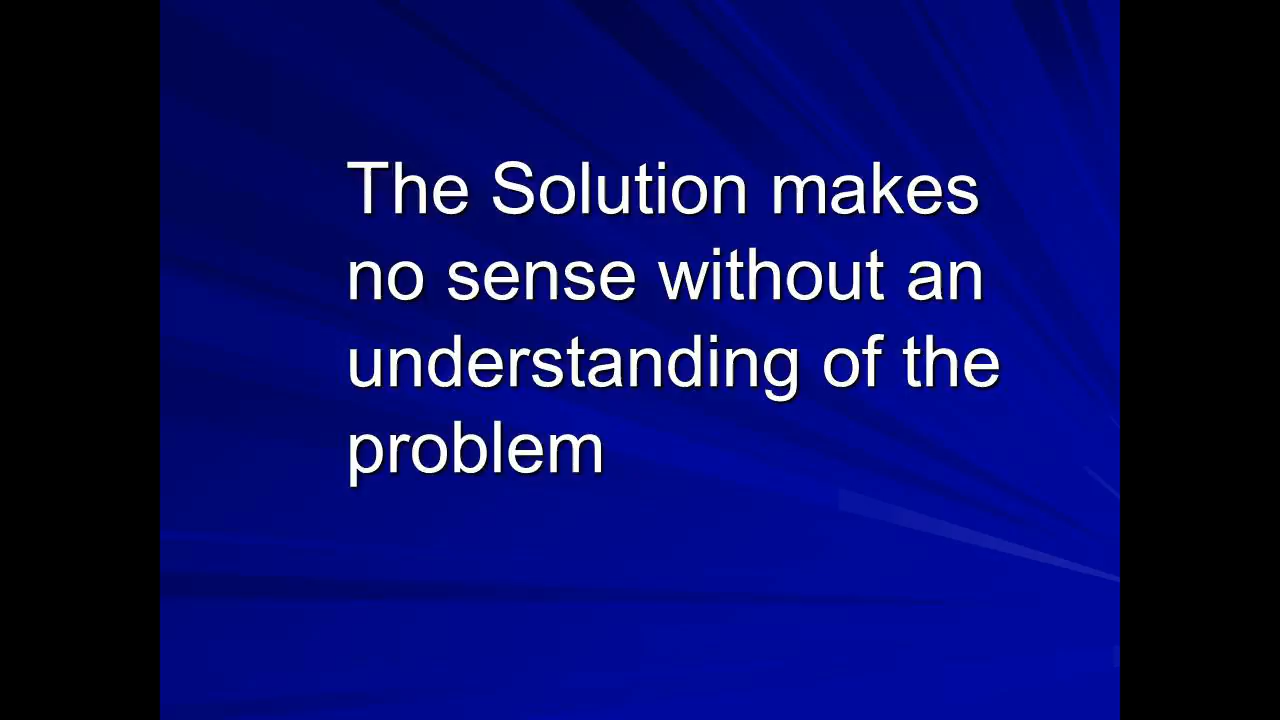 The Solution makes
no sense without an
understanding of the
problem